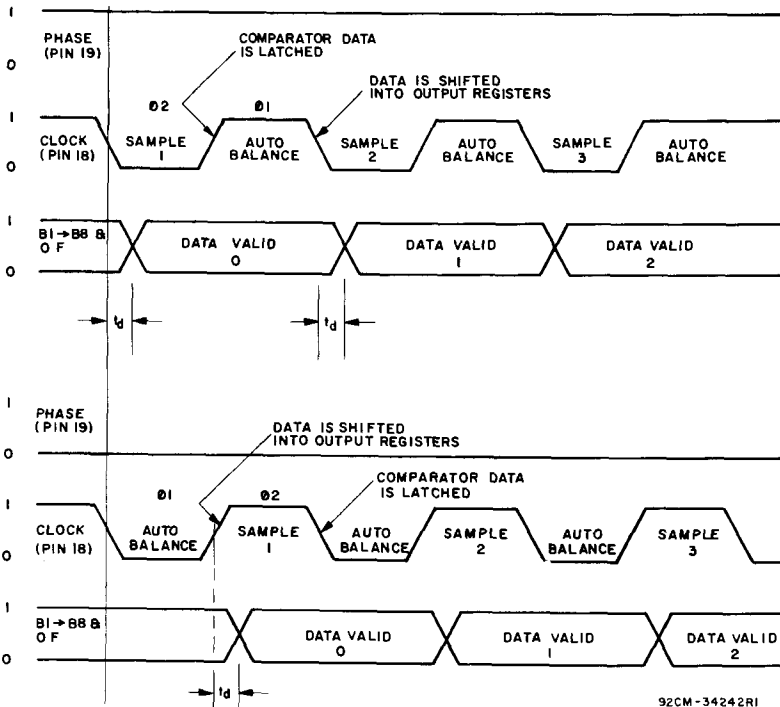 1
PHASE
(PIN 19)
0
COMPARATOR DATA
IS LATCHED
DATA IS SHIFTED
INTO OUTPUT REGISTERS
Ø2
Ø1
1
CLOCK
(PIN 18)
0
SAMPLE
1
AUTO
BALANCE
SAMPLE
2
AUTO
BALANCE
SAMPLE
3
AUTO
BALANCE
1
B1→B8 &
OF
0
DATA VALID
0
DATA VALID
1
DATA VALID
2
td
td
1
PHASE
(PIN 19)
0
DATA IS SHIFTED
INTO OUTPUT REGISTERS
COMPARATOR DATA
IS LATCHED
Ø1
Ø2
1
CLOCK
(PIN 18)
0
AUTO
BALANCE
SAMPLE
1
AUTO
BALANCE
SAMPLE
2
AUTO
BALANCE
SAMPLE
3
1
B1→B8 &
OF
0
DATA VALID
0
DATA VALID
1
DATA VALID
2
td
92CM-34242R1